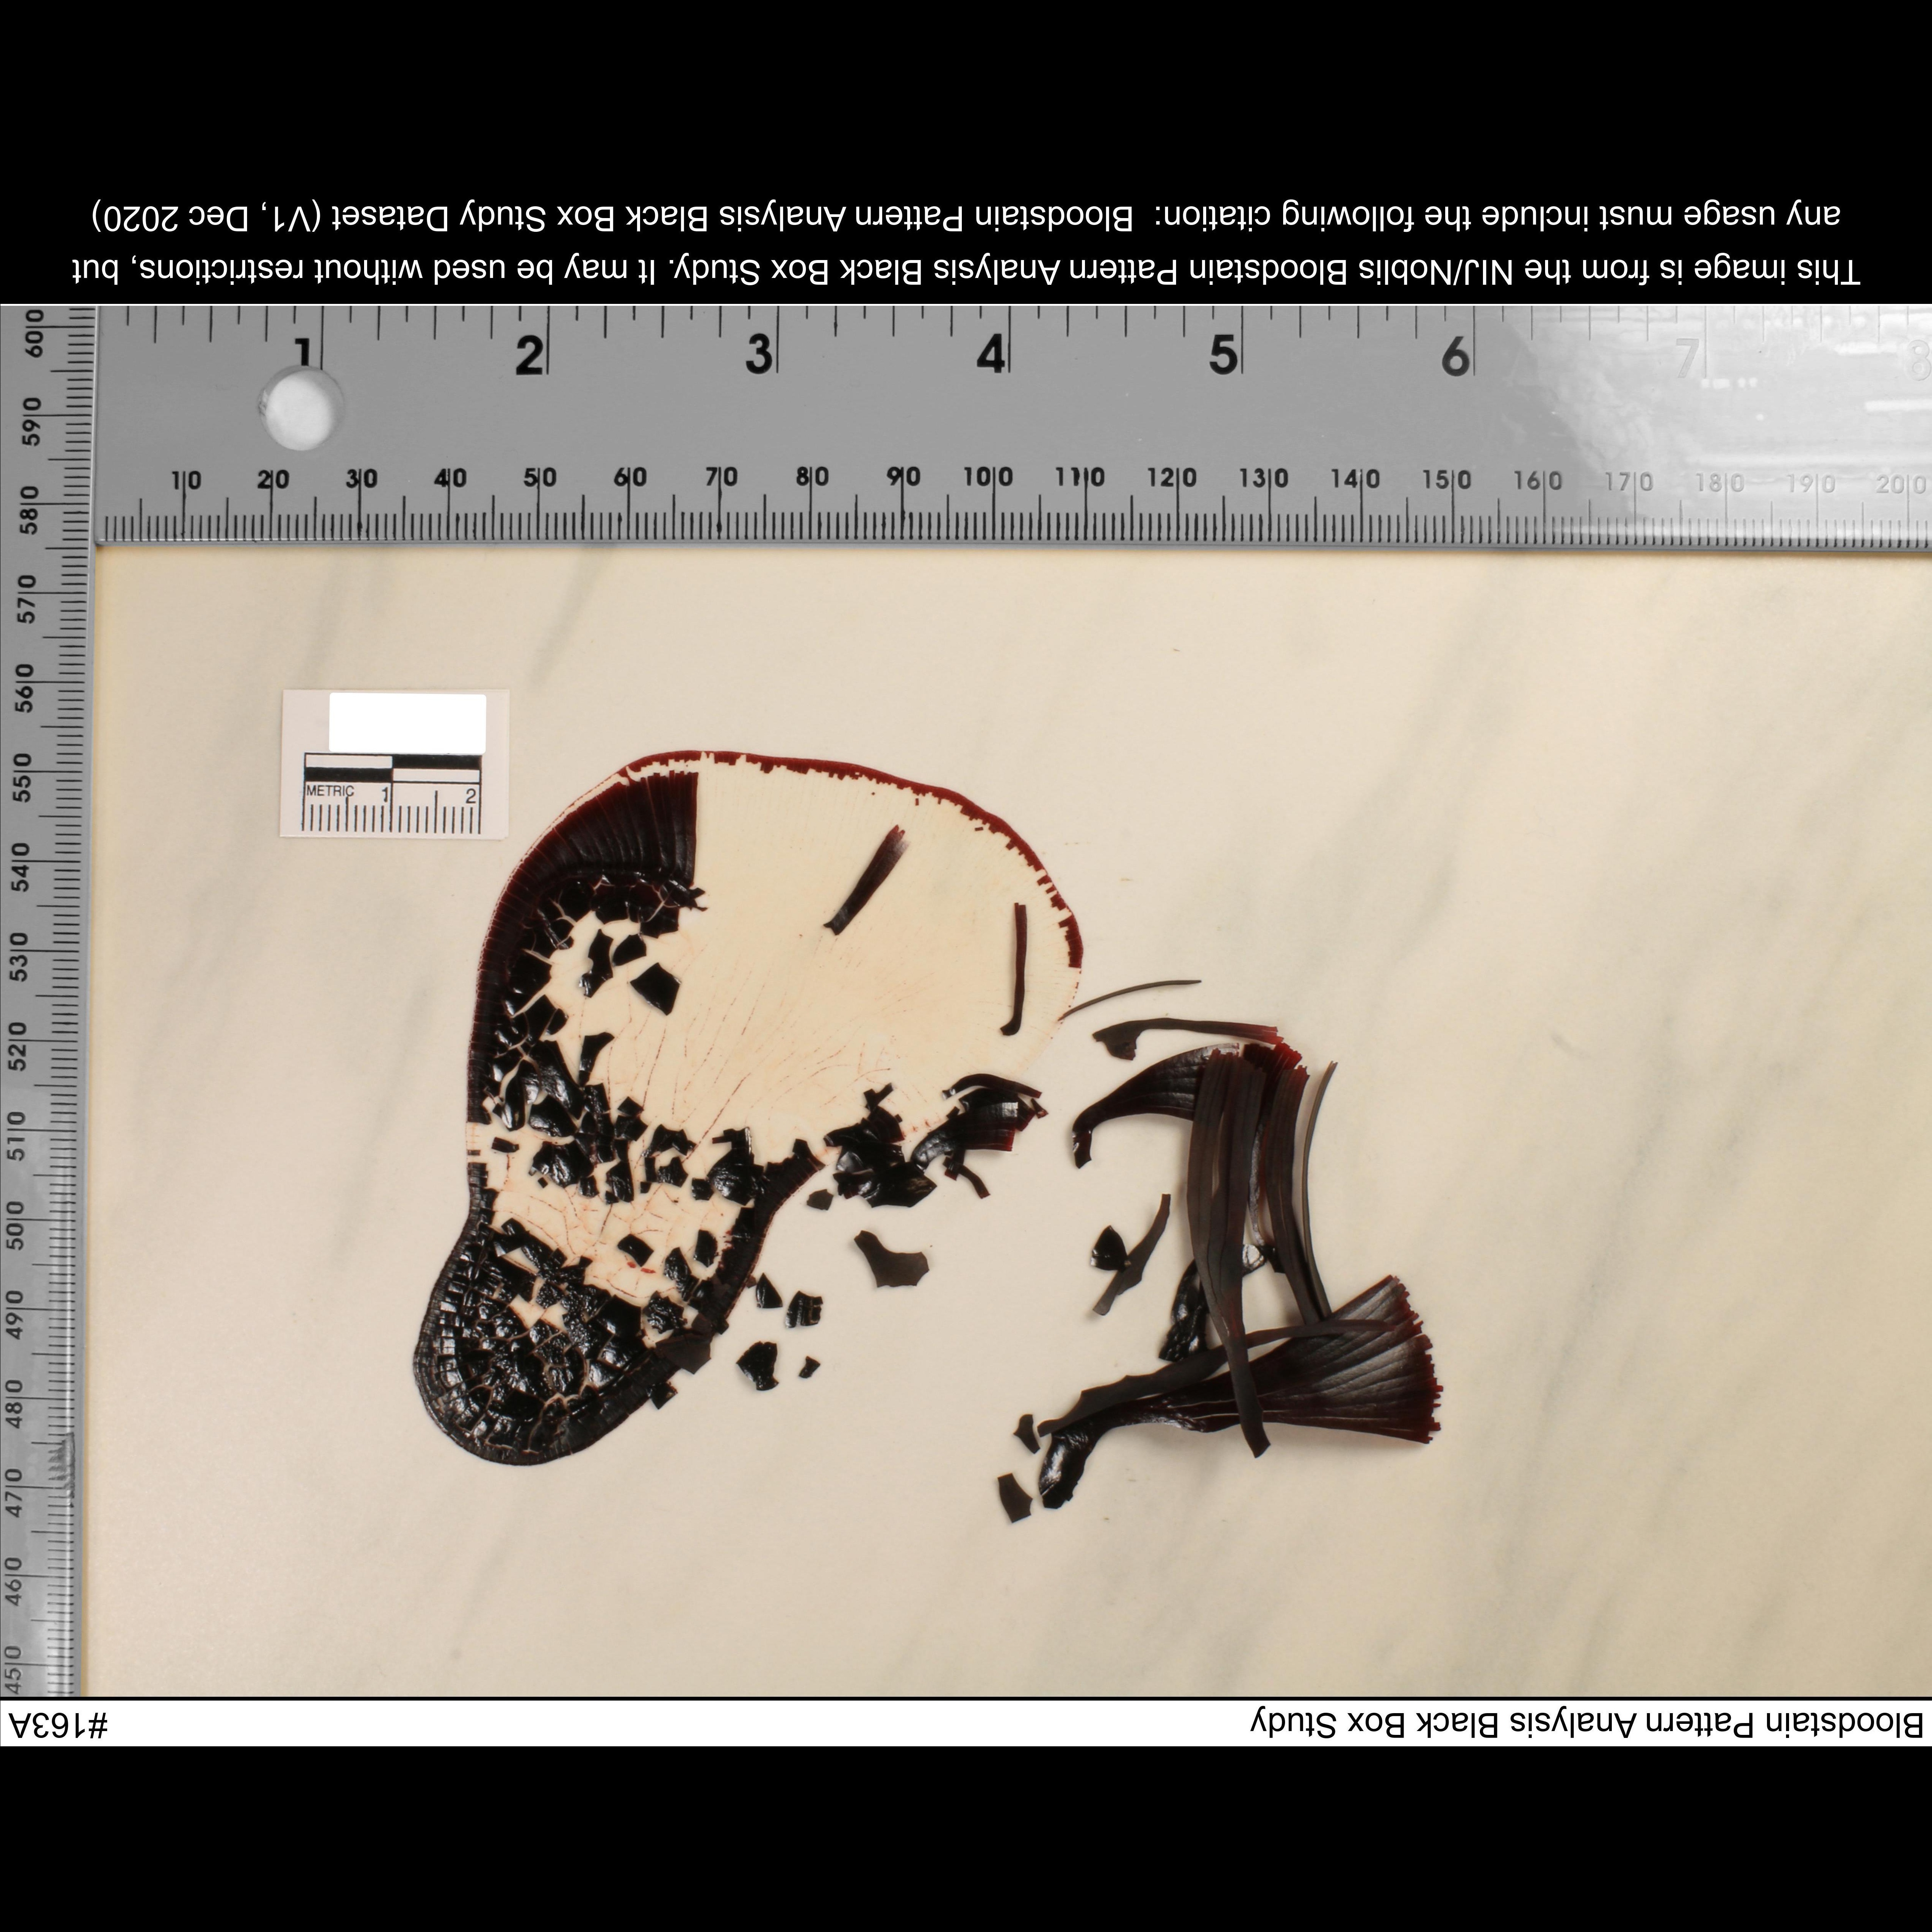 This image is from the NIJ/Noblis Bloodstain Pattern Analysis Black Box Study. It may be used without restrictions, but
any usage must include the following citation:  Bloodstain Pattern Analysis Black Box Study Dataset (V1, Dec 2020)
1 2 3 4 5 6 7 8
10 20 30 40 50 60 70 80 90 100 110 120 130 140 150 160 170 180 190 200
600
590
580
570
560
550
540
530
520
510
500
490
480
470
460
450
METRIC 1 2
Bloodstain Pattern Analysis Black Box Study
#163A